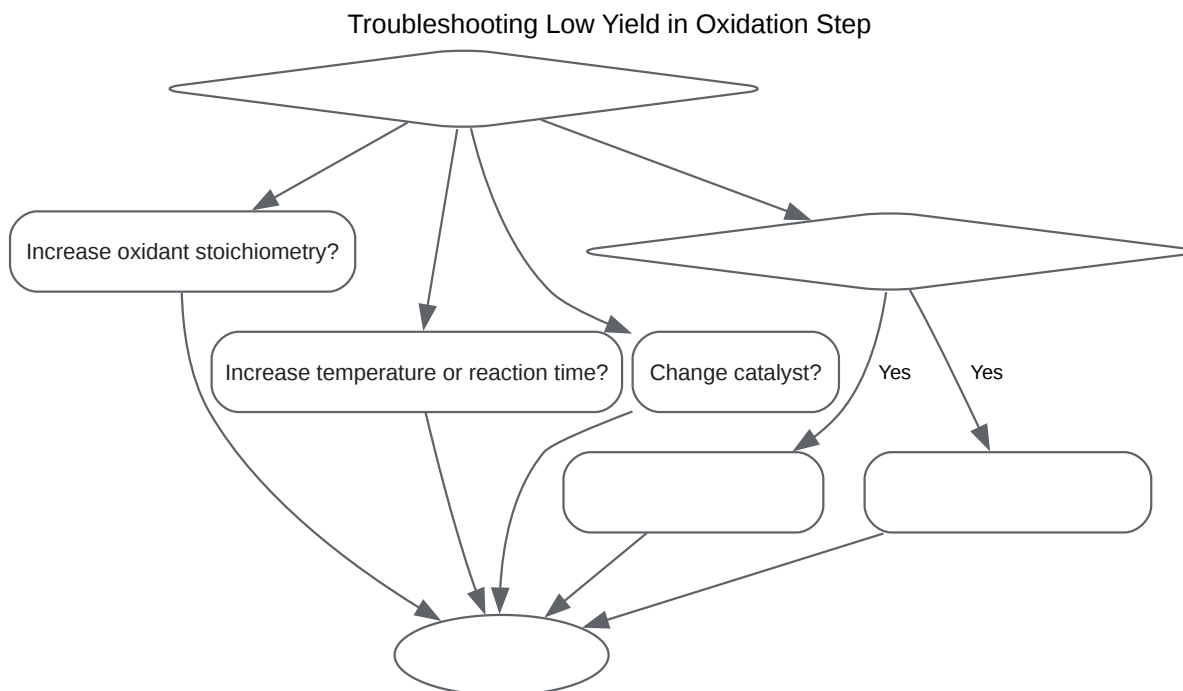 Troubleshooting Low Yield in Oxidation Step
Increase oxidant stoichiometry?
Increase temperature or reaction time?
Change catalyst?
Yes
Yes